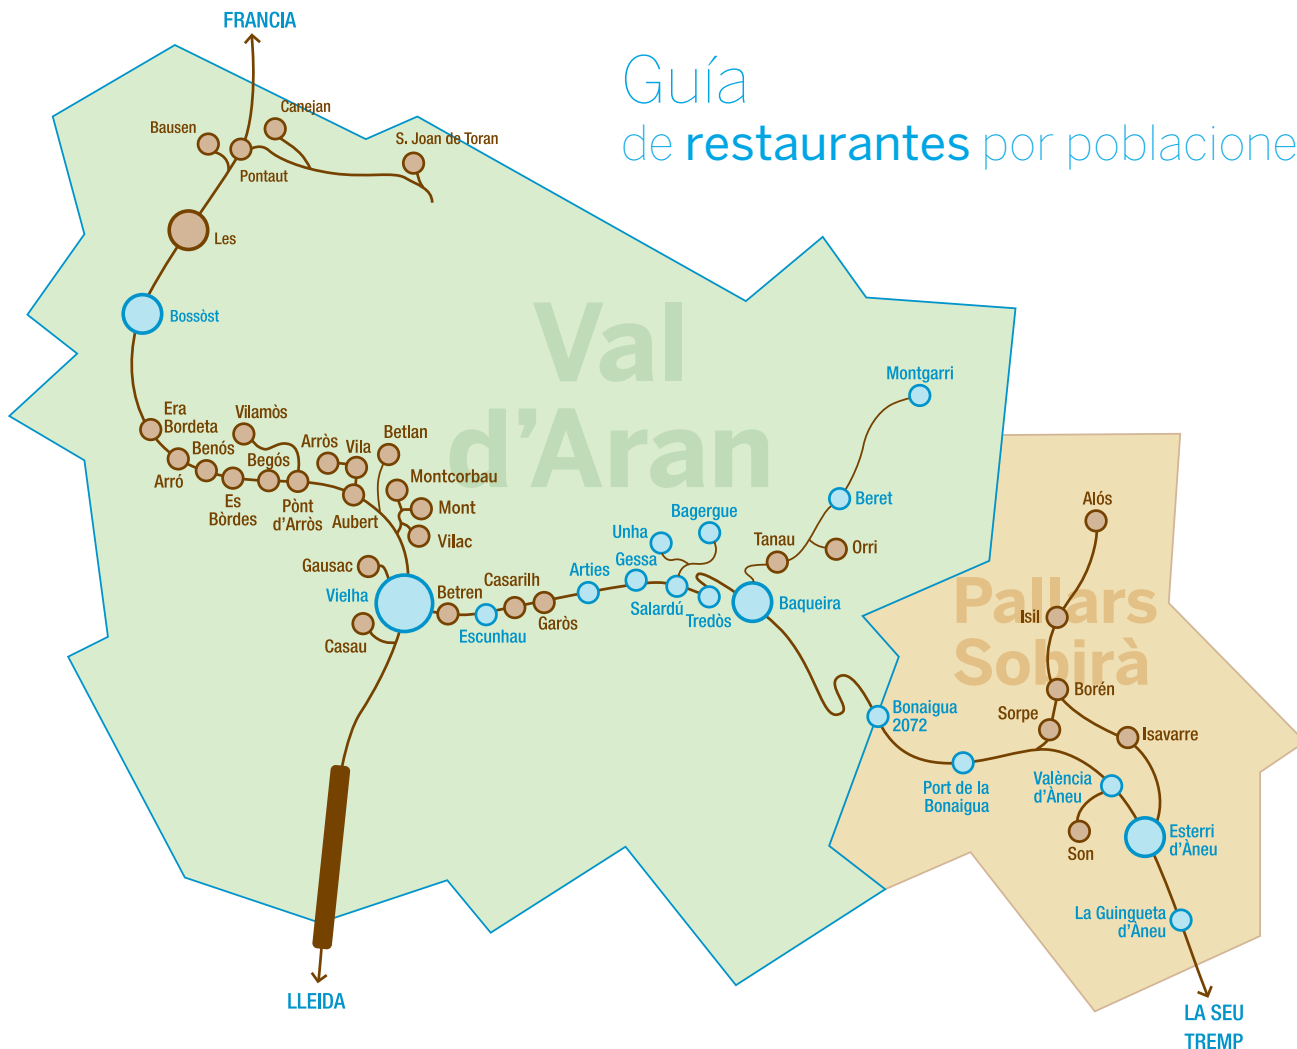 FRANCIA
Guía
de restaurantes por poblacione
Canejan
Bausen
S. Joan de Toran
Pontaut
Les
Bossòst
Val
d'Aran
Montgarri
Era
Bordeta
Vilamòs
Arròs
Vila
Betlan
Benós
Begós
Montcorbau
Arró
Es
Bòrdes
Pònt
d'Arròs
Aubert
Mont
Vilac
Beret
Alós
Bagergue
Unha
Tanau
Orri
Gausac
Vielha
Betren
Casarilh
Arties
Gessa
Escunhau
Garòs
Salardú
Tredòs
Baqueira
Casau
Pallars
Sobirà
Isil
Borén
Bonaigua
2072
Sorpe
Isavarre
Port de la
Bonaigua
València
d'Àneu
Son
Esterri
d'Àneu
La Guingueta
d'Àneu
LLEIDA
LA SEU
TREMP